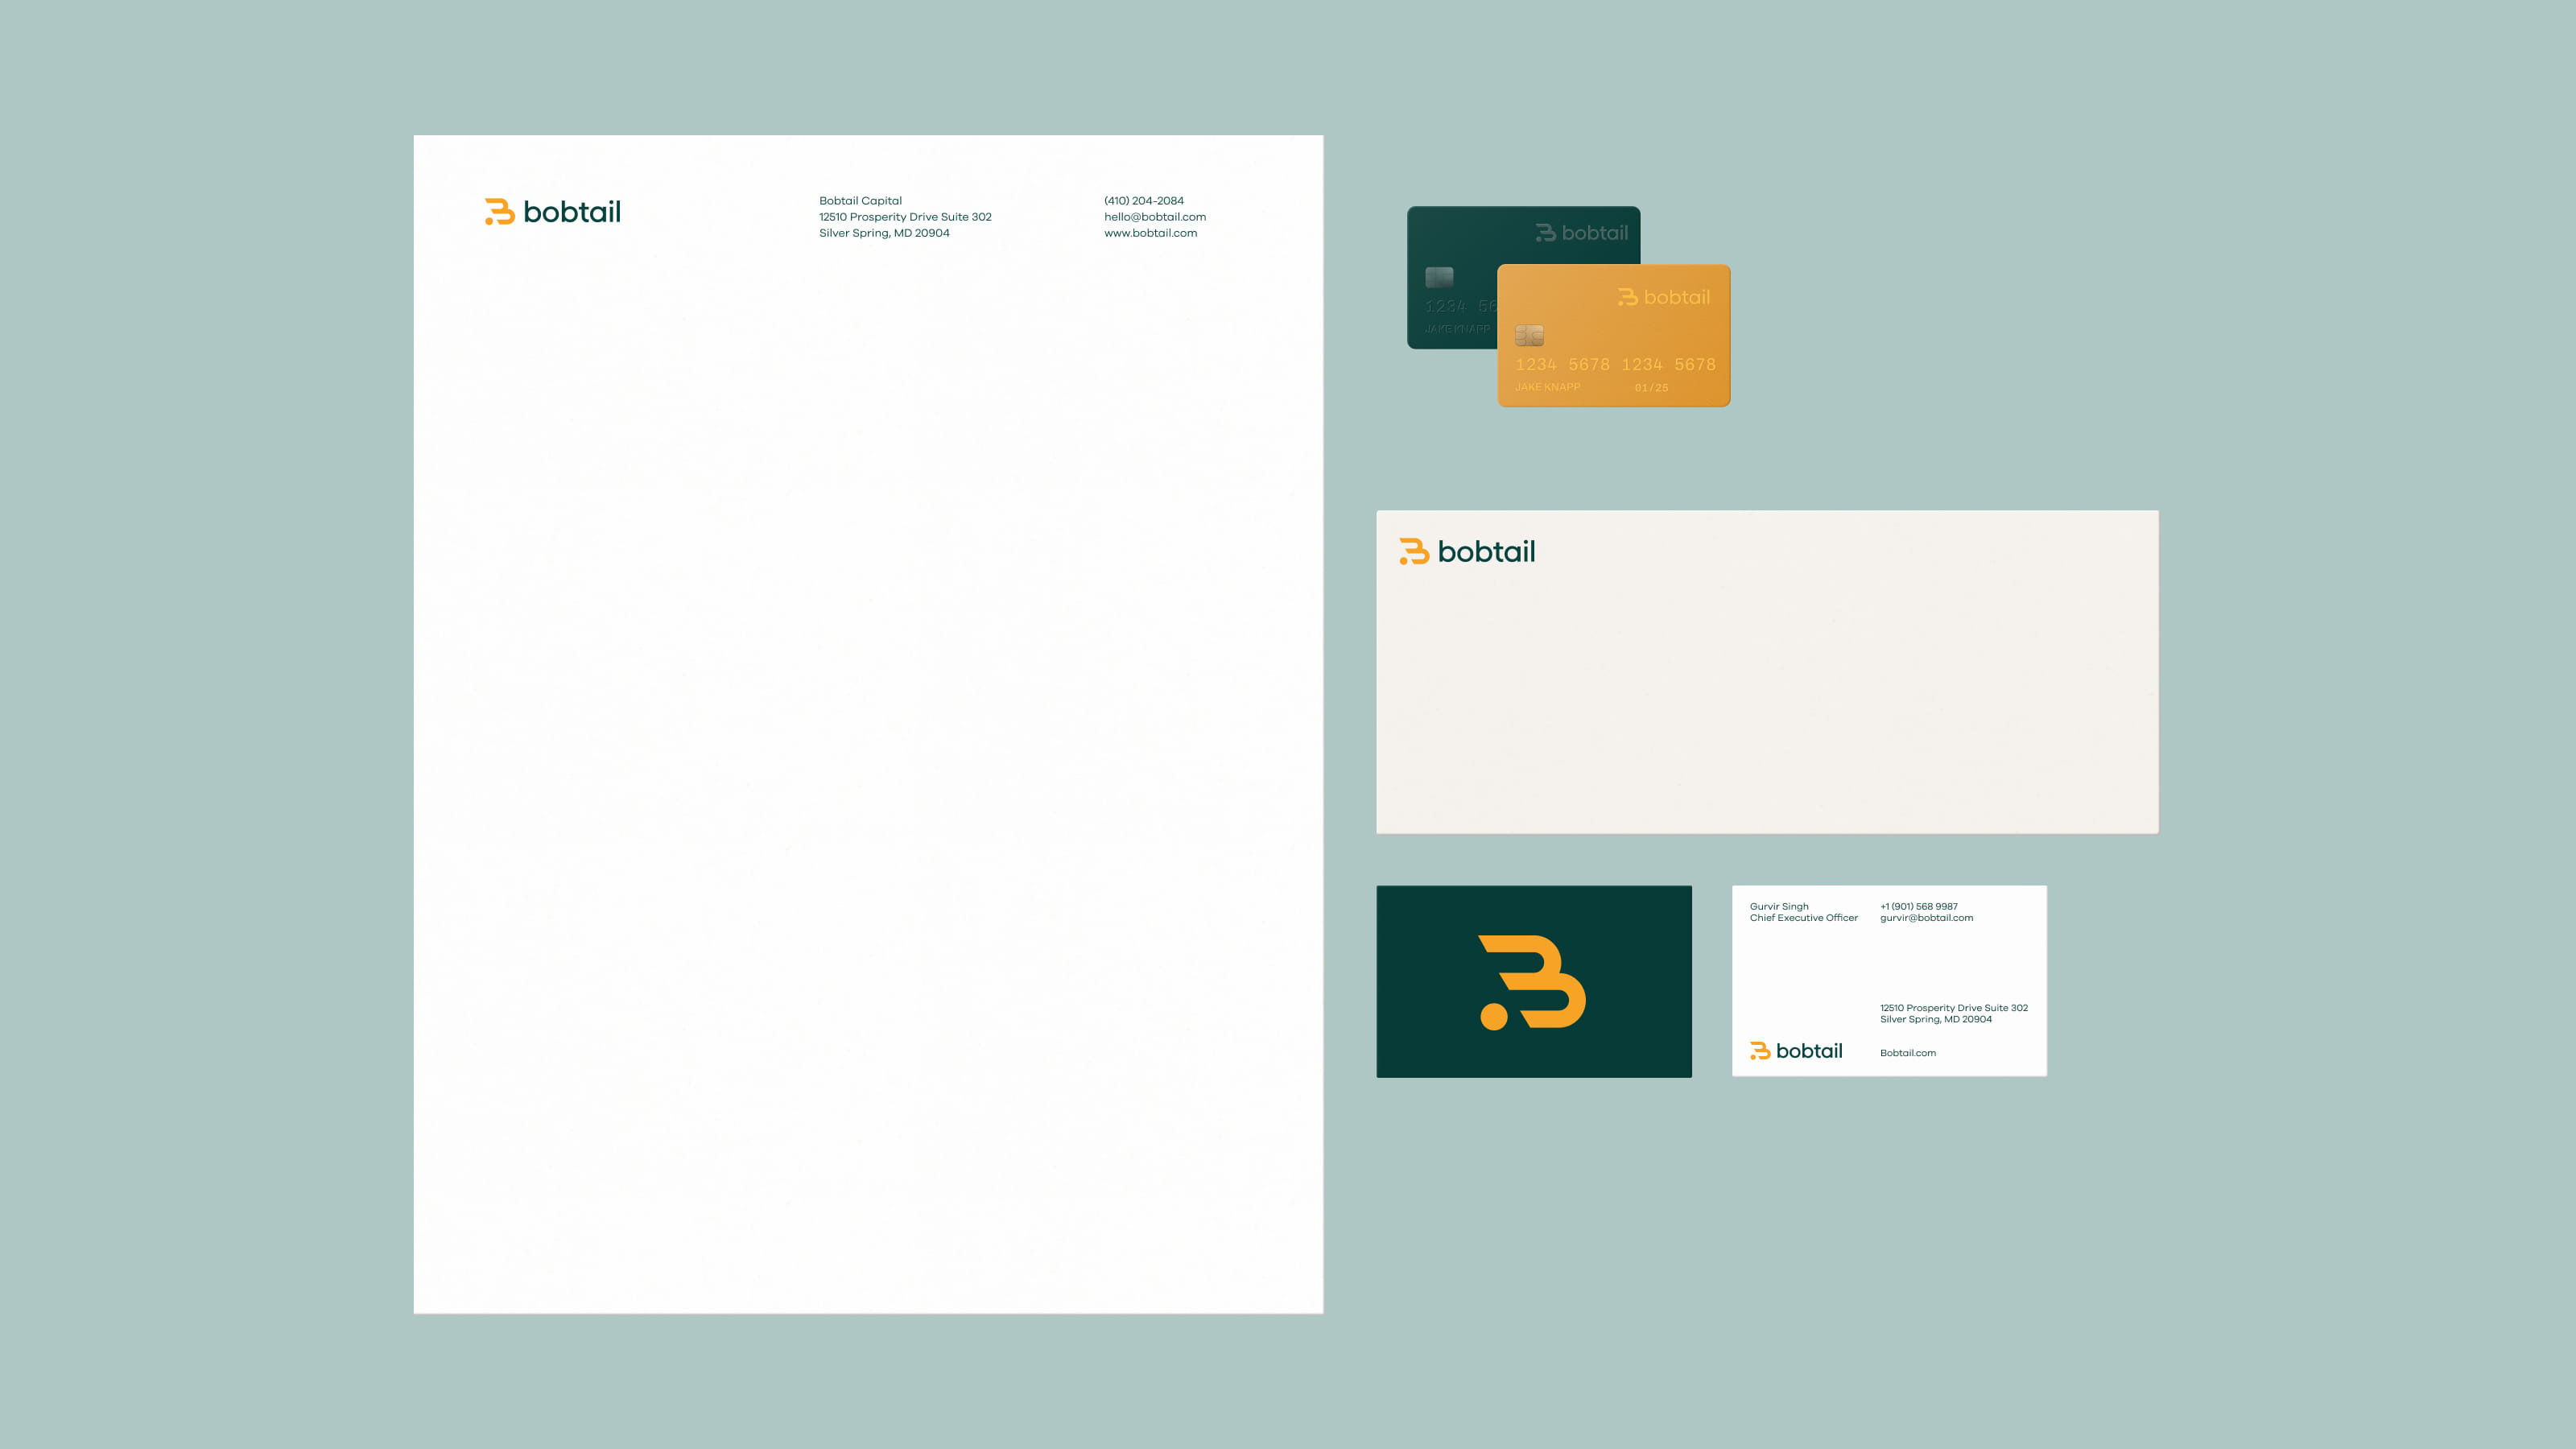 bobtail
Bobtail Capital
12510 Prosperity Drive Suite 302
Silver Spring, MD 20904
(410) 204-2084
hello@bobtail.com
www.bobtail.com
bobtail
1234 56
JAKE KNAPP
bobtail
1234 5678 1234 5678
JAKE KNAPP 01/25
bobtail
Gurvir Singh
Chief Executive Officer
+1 (901) 568 9987
gurvir@bobtail.com
12510 Prosperity Drive Suite 302
Silver Spring, MD 20904
bobtail
Bobtail.com